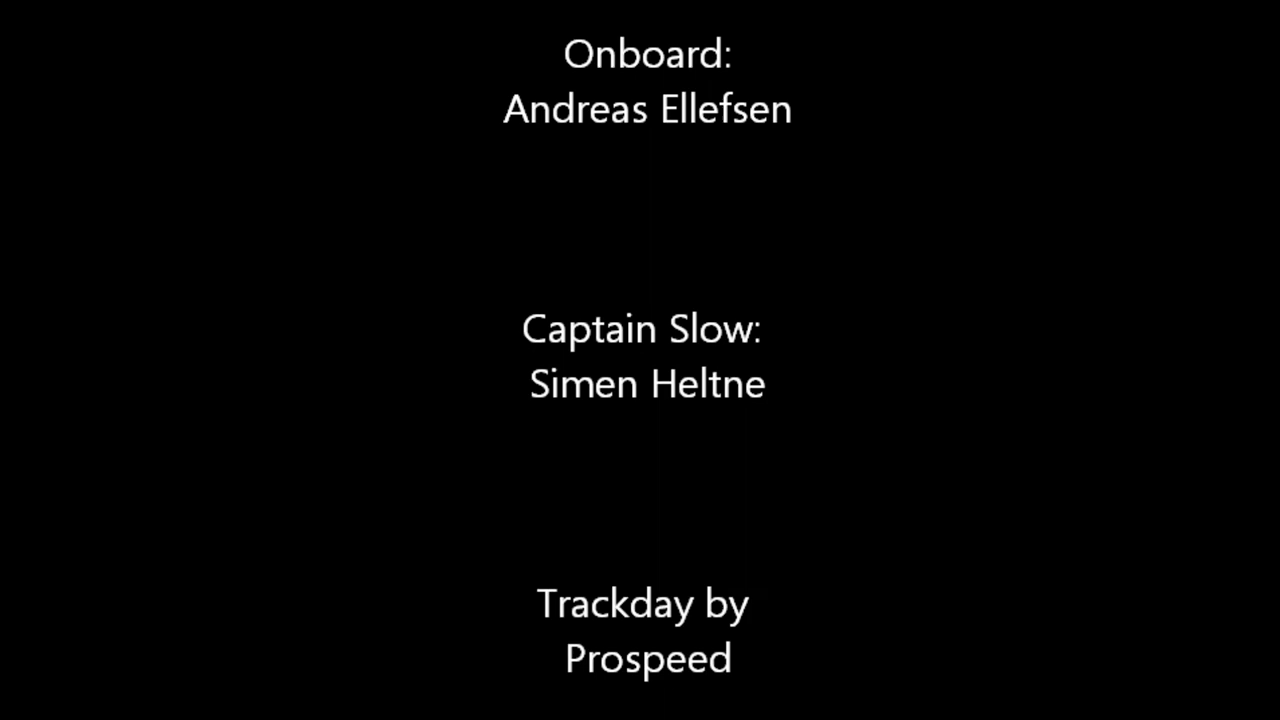 Onboard:
Andreas Ellefsen
Captain Slow:
Simen Heltne
Trackday by
Prospeed